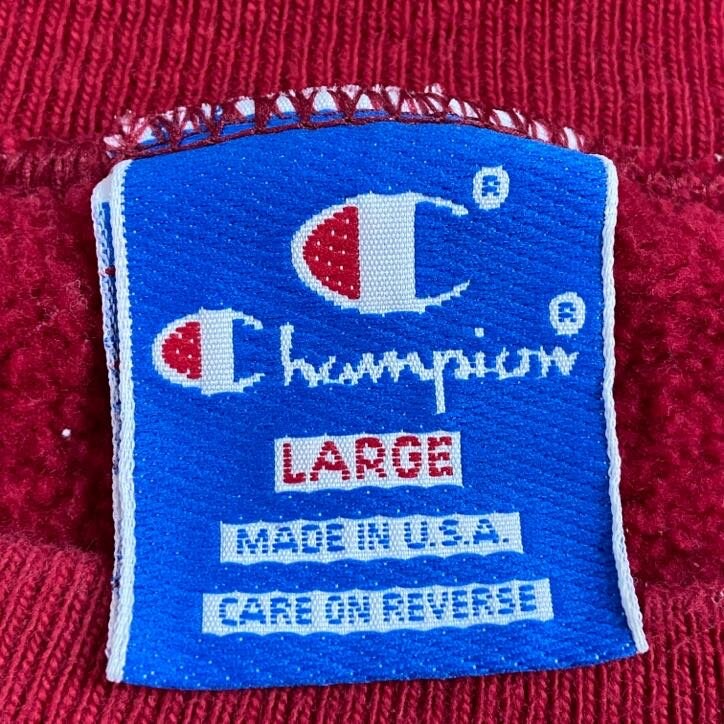 C®
Champion®
LARGE
MADE IN U.S.A.
CARE ON REVERSE